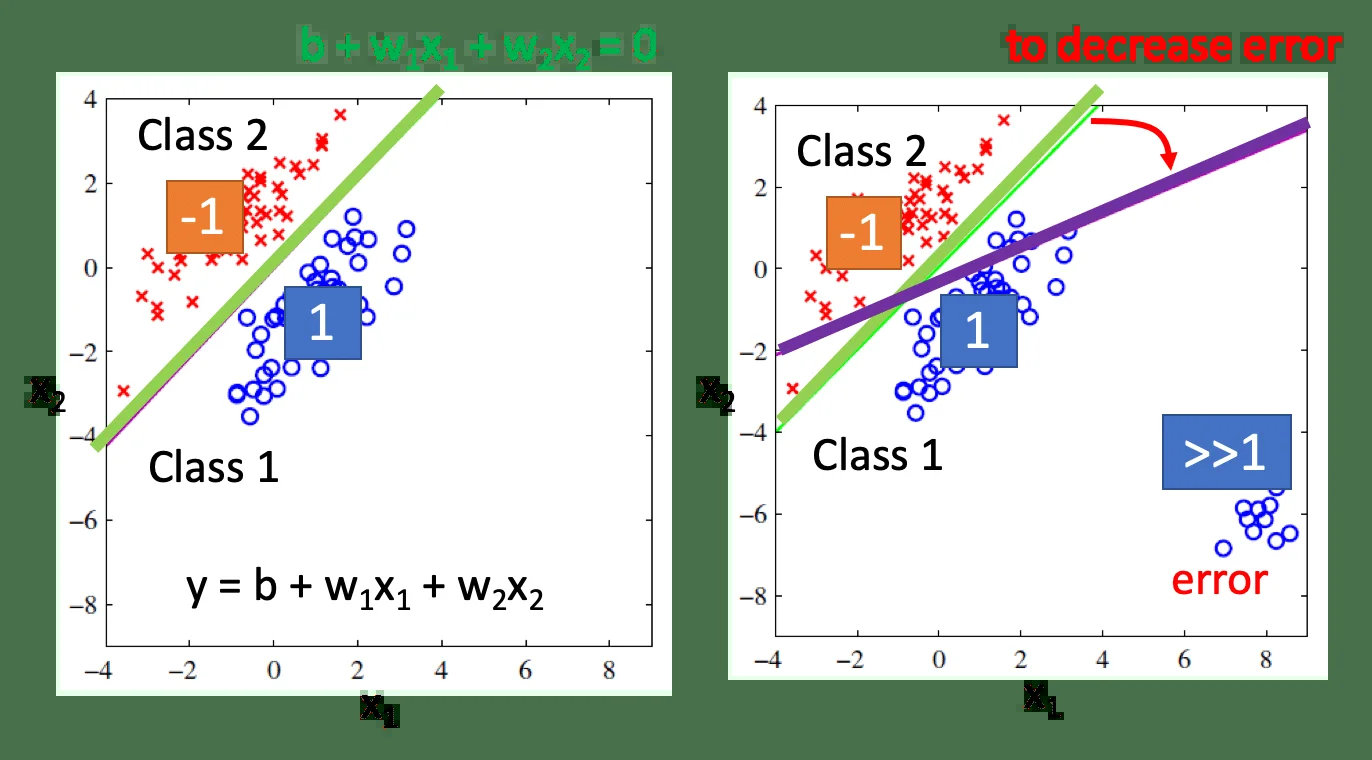 b + w₁x₁ + w₂x₂ = 0
4
2
0
−2
−4
−6
−8
−4
−2
0
2
4
6
8
Class 2
-1
1
Class 1
y = b + w₁x₁ + w₂x₂
x₂
x₁
to decrease error
4
2
0
−2
−4
−6
−8
−4
−2
0
2
4
6
8
Class 2
-1
1
Class 1
>>1
error
x₂
x₁